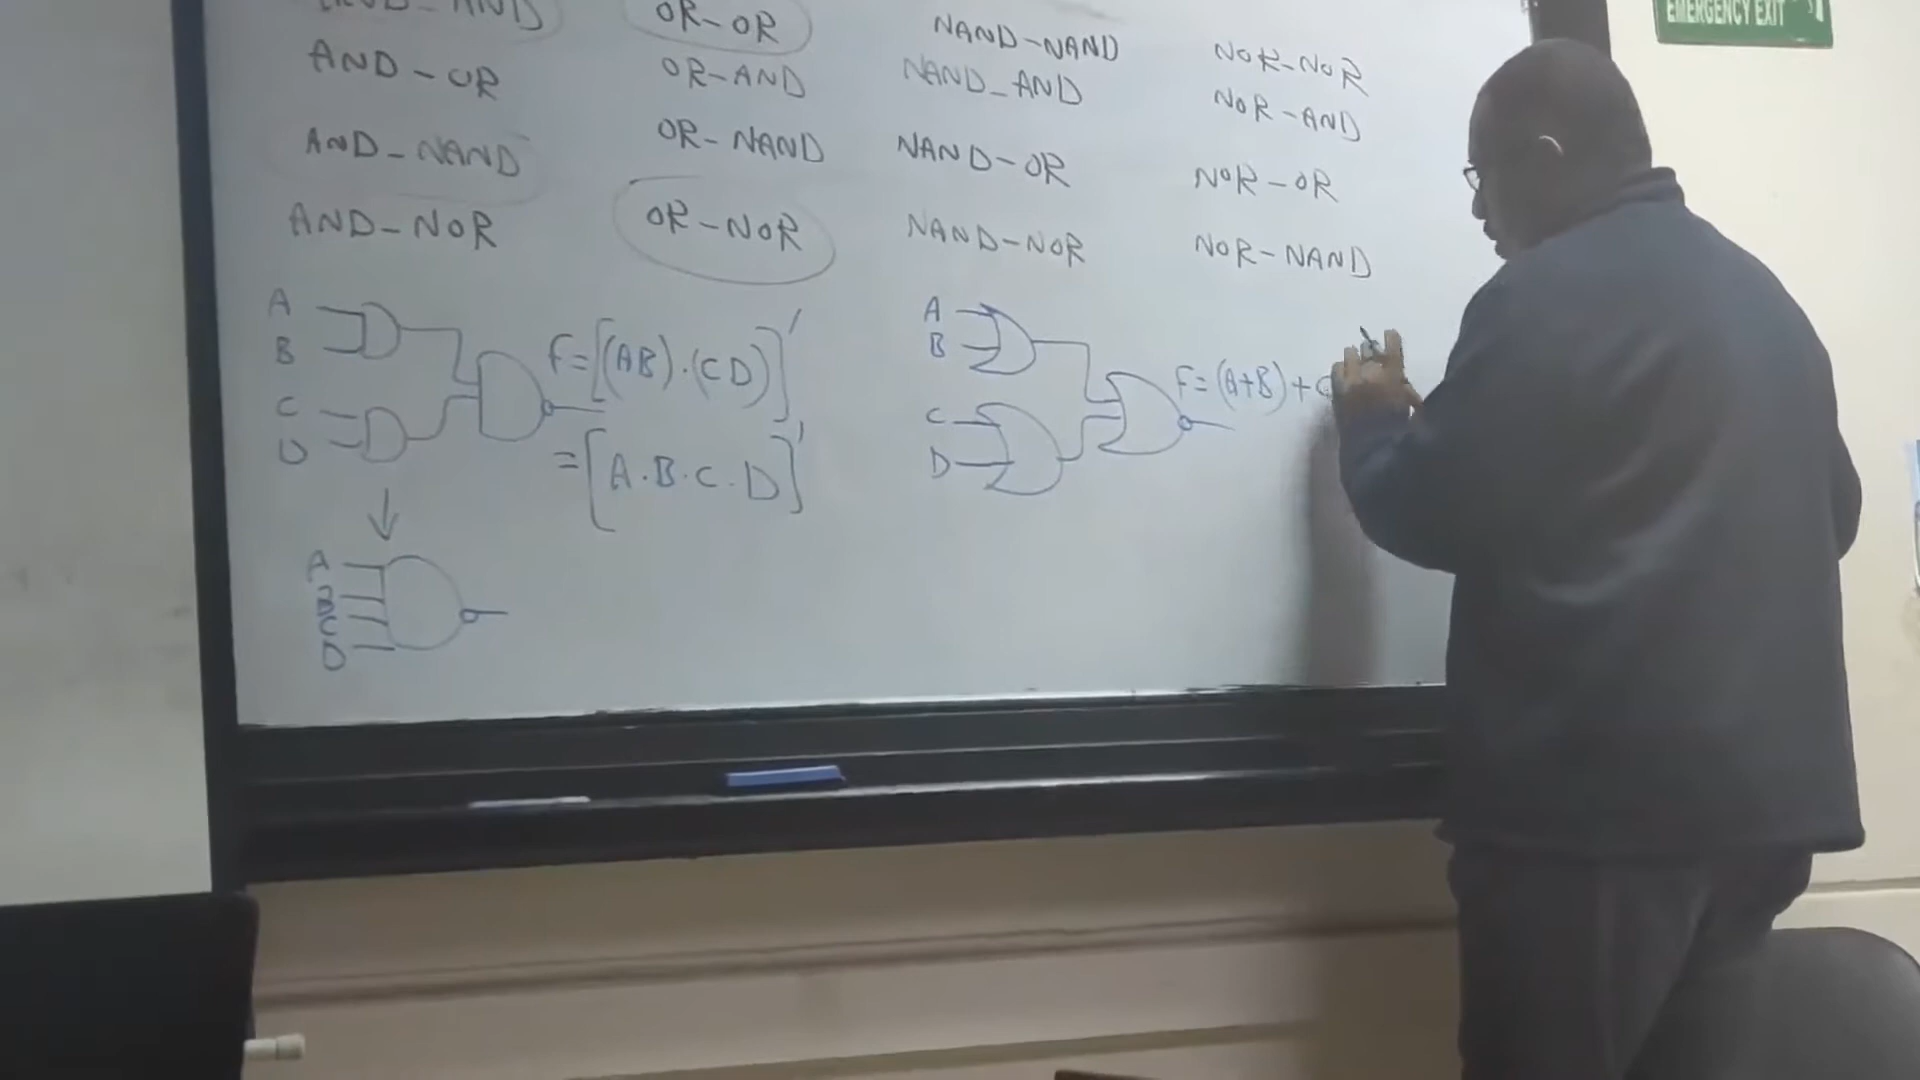 EMERGENCY EXIT
AND OR-OR NAND-NAND NOR-NOR
AND-OR OR-AND NAND-AND NOR-AND
AND-NAND OR-NAND NAND-OR NOR-OR
AND-NOR OR-NOR NAND-NOR NOR-NAND
A
B
C
D
F=[(AB).(CD)]'
=[A.B.C.D]'
A
B
C
D
A
B
C
D
F=(A+B)+